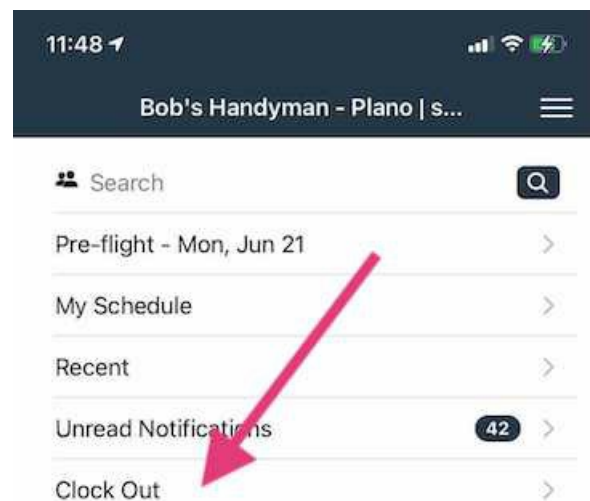 11:48
Bob's Handyman - Plano | s...
Search
Pre-flight - Mon, Jun 21
My Schedule
Recent
Unread Notifications 42
Clock Out